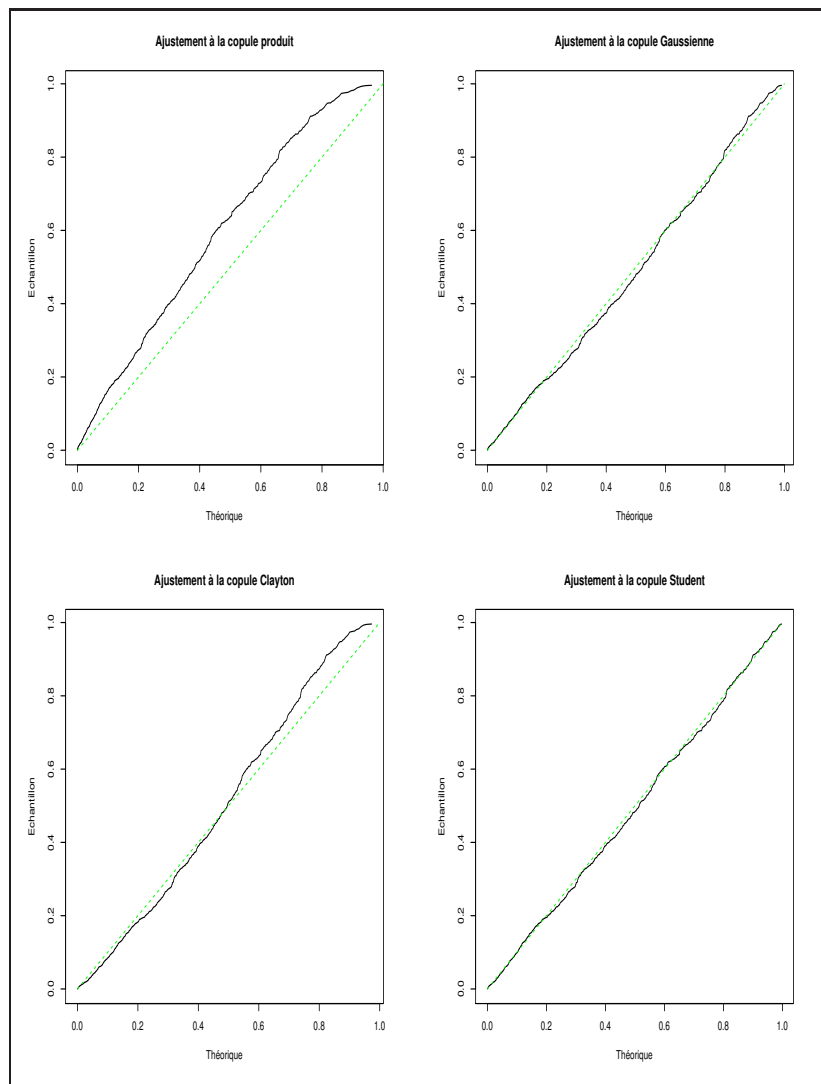 Ajustement à la copule produit
Echantillon
0.0 0.2 0.4 0.6 0.8 1.0
0.0 0.2 0.4 0.6 0.8 1.0
Théorique
Ajustement à la copule Gaussienne
Echantillon
0.0 0.2 0.4 0.6 0.8 1.0
0.0 0.2 0.4 0.6 0.8 1.0
Théorique
Ajustement à la copule Clayton
Echantillon
0.0 0.2 0.4 0.6 0.8 1.0
0.0 0.2 0.4 0.6 0.8 1.0
Théorique
Ajustement à la copule Student
Echantillon
0.0 0.2 0.4 0.6 0.8 1.0
0.0 0.2 0.4 0.6 0.8 1.0
Théorique